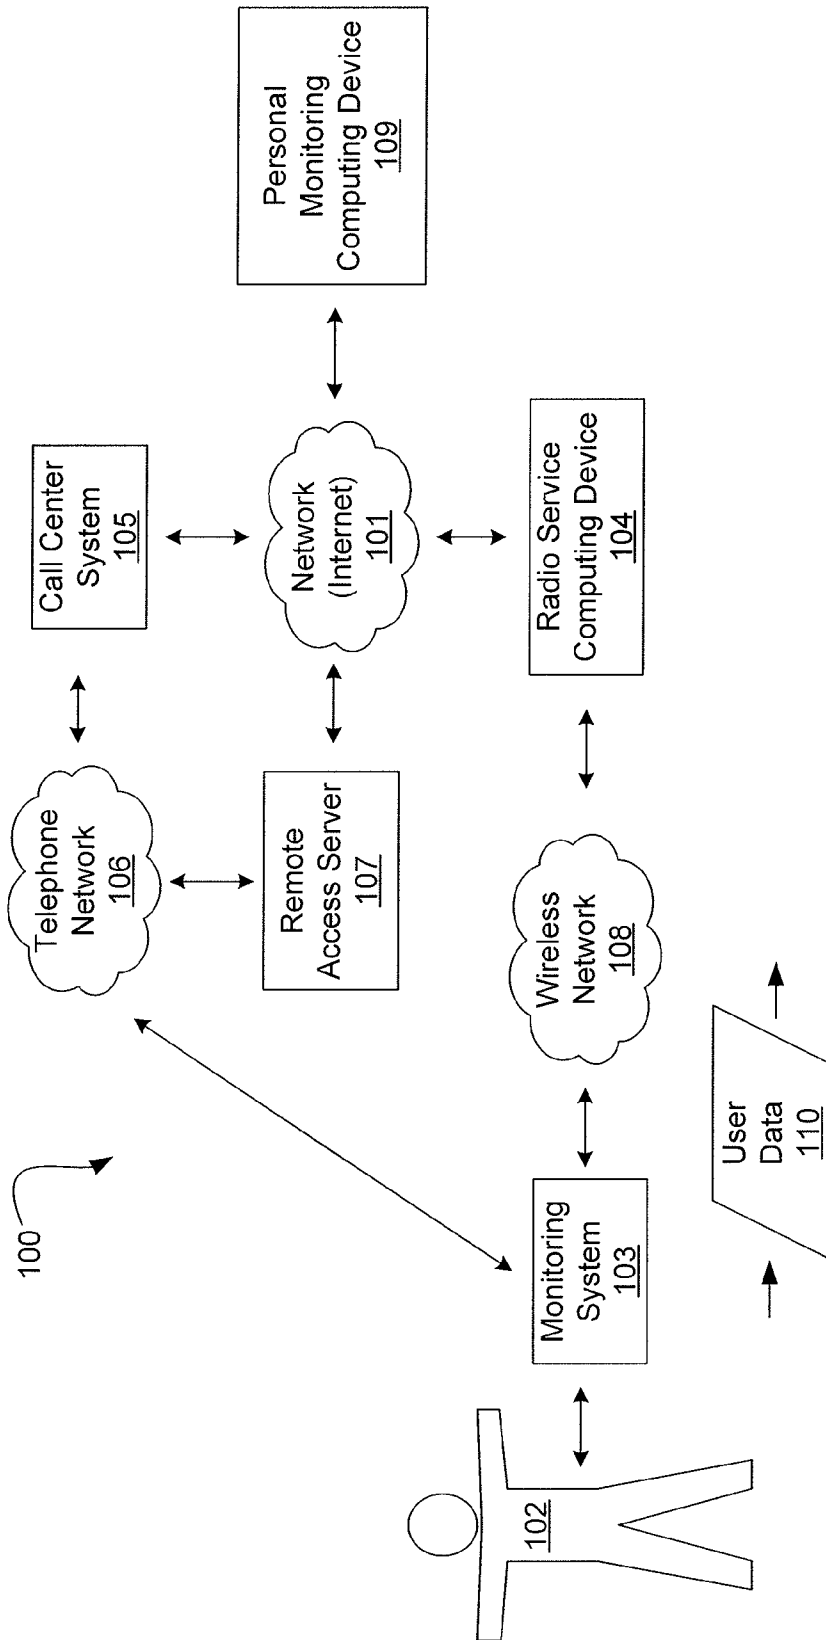 100
Telephone
Network
106
Call Center
System
105
Remote
Access Server
107
Network
(Internet)
101
Personal
Monitoring
Computing Device
109
102
Monitoring
System
103
Wireless
Network
108
Radio Service
Computing Device
104
User
Data
110